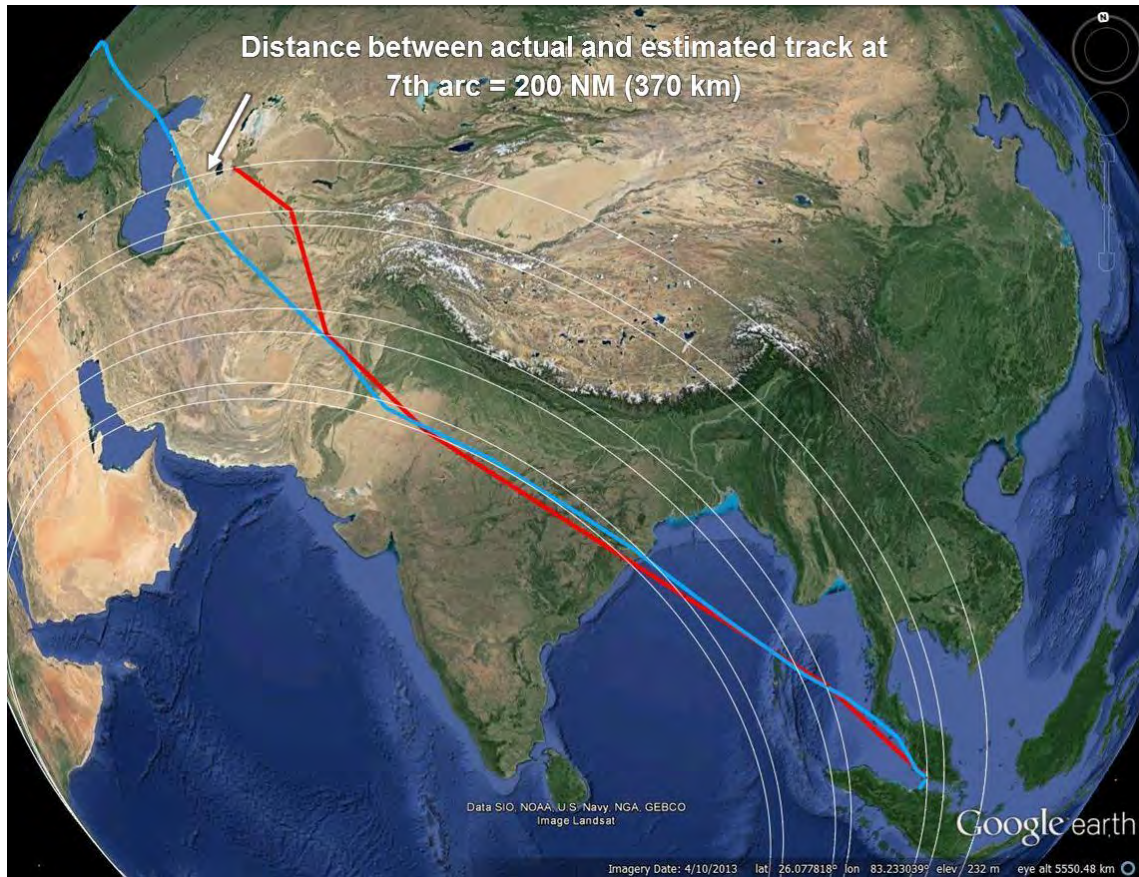 N
Distance between actual and estimated track at
7th arc = 200 NM (370 km)
Data SIO, NOAA, U.S. Navy, NGA, GEBCO
Image Landsat
Google earth
Imagery Date: 4/10/2013 lat 26.077818° lon 83.233039° elev 232 m eye alt 5550.48 km